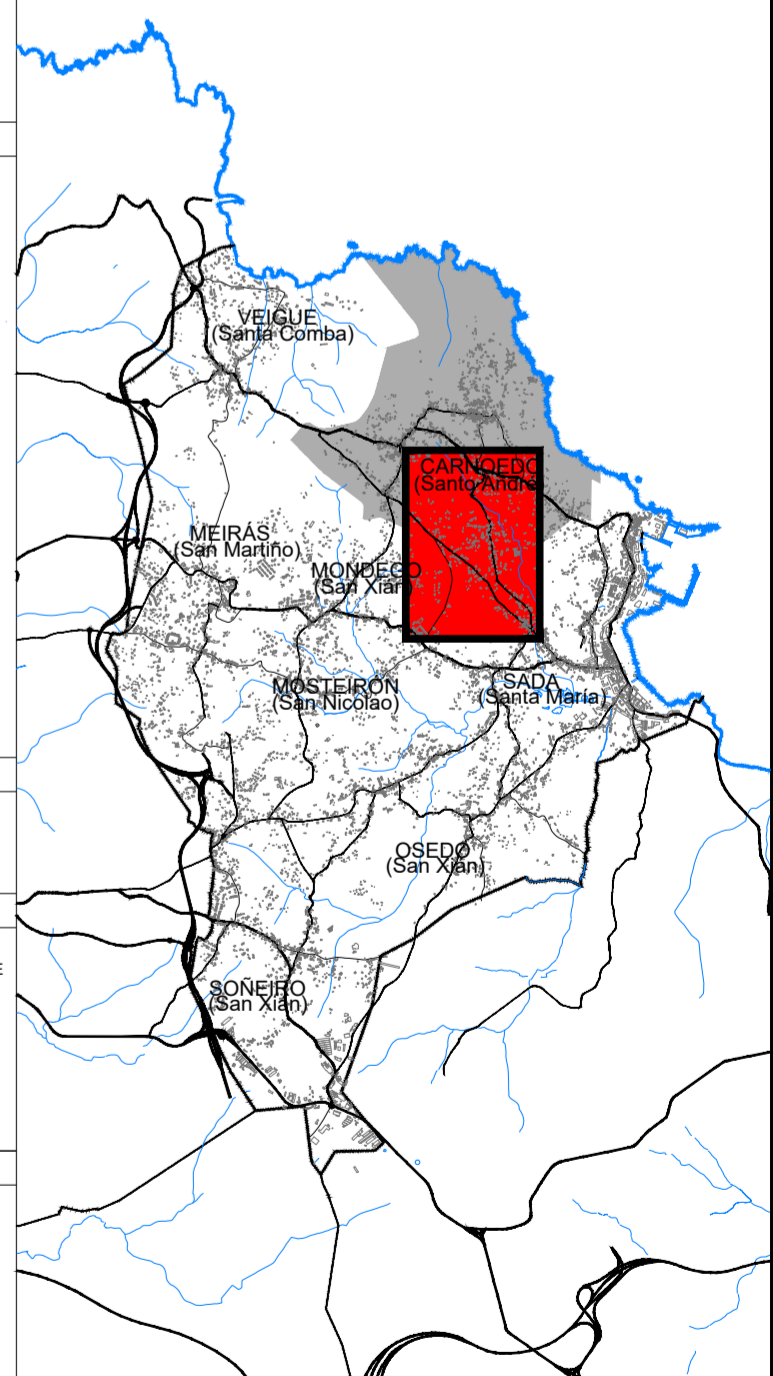 VEIGUE
(Santa Comba)
CARNOEDO
(Santo André)
MEIRÁS
(San Martiño)
MONDEGO
(San Xián)
MOSTEIRÓN
(San Nicolao)
SADA
(Santa María)
OSEDO
(San Xián)
SOÑEIRO
(San Xián)
E